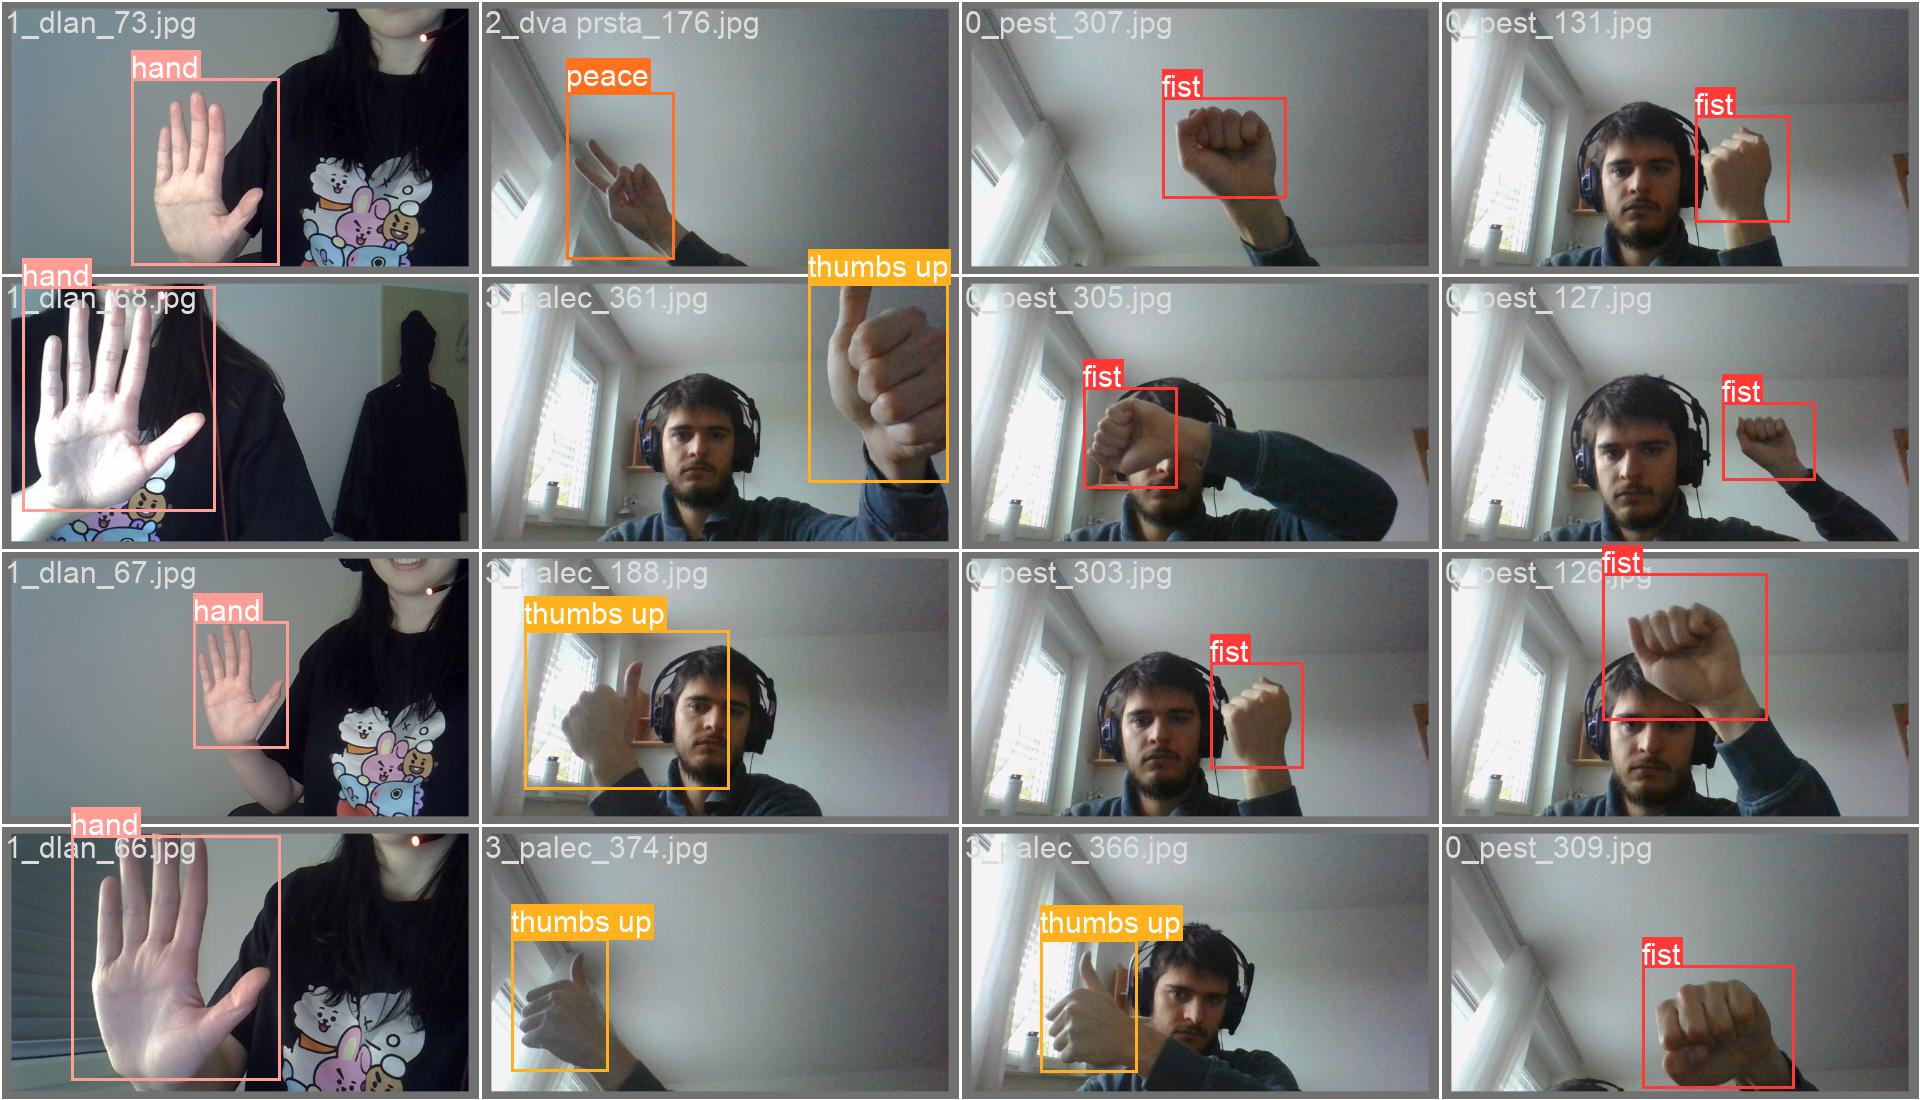 1_dlan_73.jpg
hand
2_dva prsta_176.jpg
peace
0_pest_307.jpg
fist
0_pest_131.jpg
fist
1_dlan_68.jpg
hand
3_palec_361.jpg
thumbs up
0_pest_305.jpg
fist
0_pest_127.jpg
fist
1_dlan_67.jpg
hand
3_palec_188.jpg
thumbs up
0_pest_303.jpg
fist
0_pest_126.jpg
fist
1_dlan_66.jpg
hand
3_palec_374.jpg
thumbs up
3_palec_366.jpg
thumbs up
0_pest_309.jpg
fist